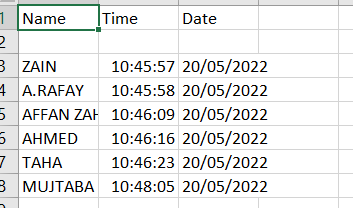 Name Time Date
2
3 ZAIN 10:45:57 20/05/2022
4 A.RAFAY 10:45:58 20/05/2022
5 AFFAN ZAH 10:46:09 20/05/2022
6 AHMED 10:46:16 20/05/2022
7 TAHA 10:46:23 20/05/2022
8 MUJTABA 10:48:05 20/05/2022